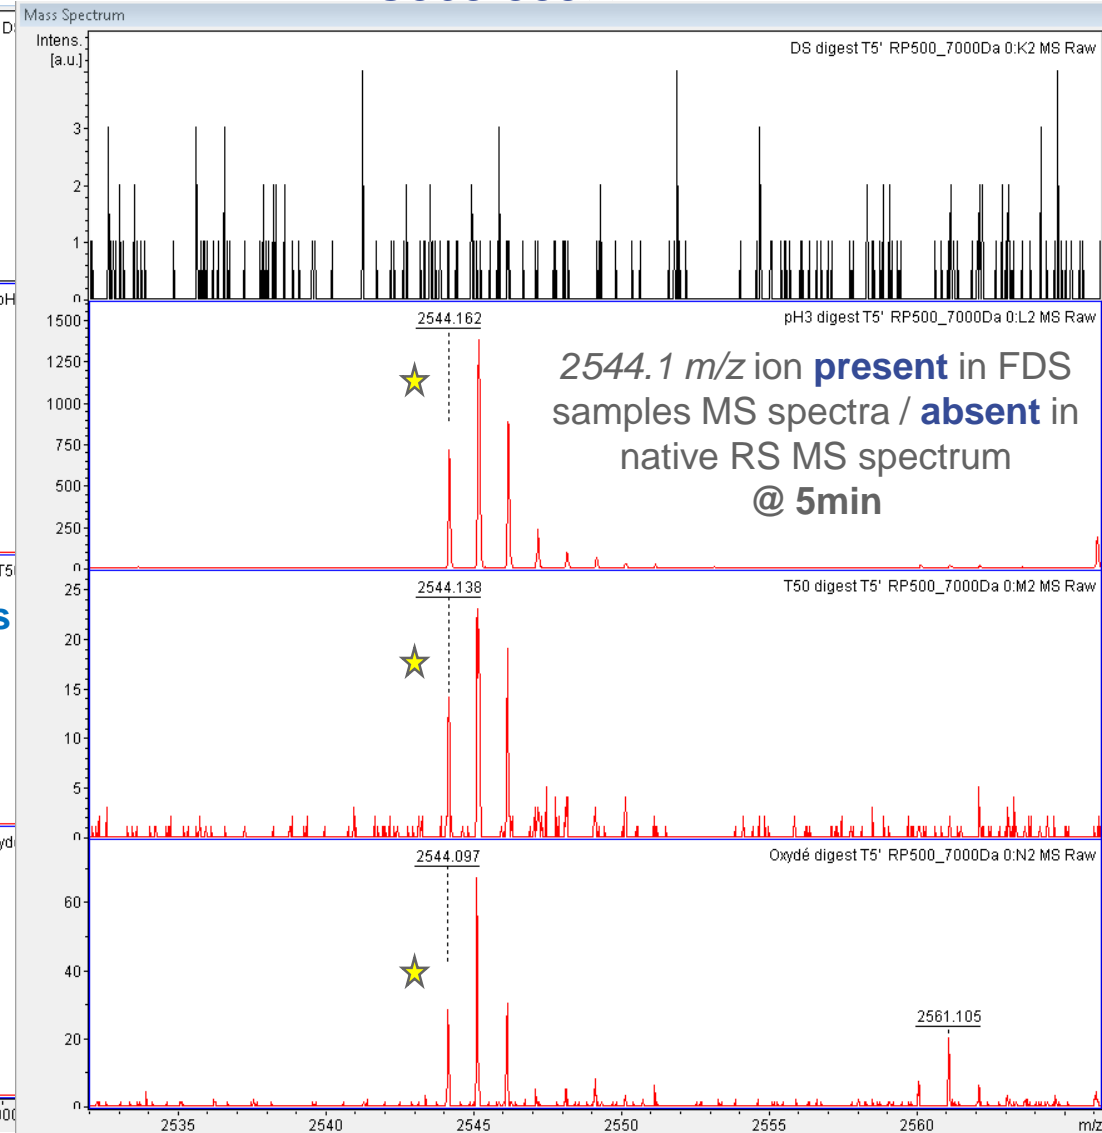 Mass Spectrum
Intens.
[a.u.]
DS digest T5' RP500_7000Da 0:K2 MS Raw
3
2
1
0
2544.162
pH3 digest T5' RP500_7000Da 0:L2 MS Raw
1500
1250
1000
750
500
250
0
2544.1 m/z ion present in FDS
samples MS spectra / absent in
native RS MS spectrum
@ 5min
2544.138
T50 digest T5' RP500_7000Da 0:M2 MS Raw
25
20
15
10
5
0
2544.097
Oxydé digest T5' RP500_7000Da 0:N2 MS Raw
60
40
20
0
2561.105
2535
2540
2545
2550
2555
2560
m/z